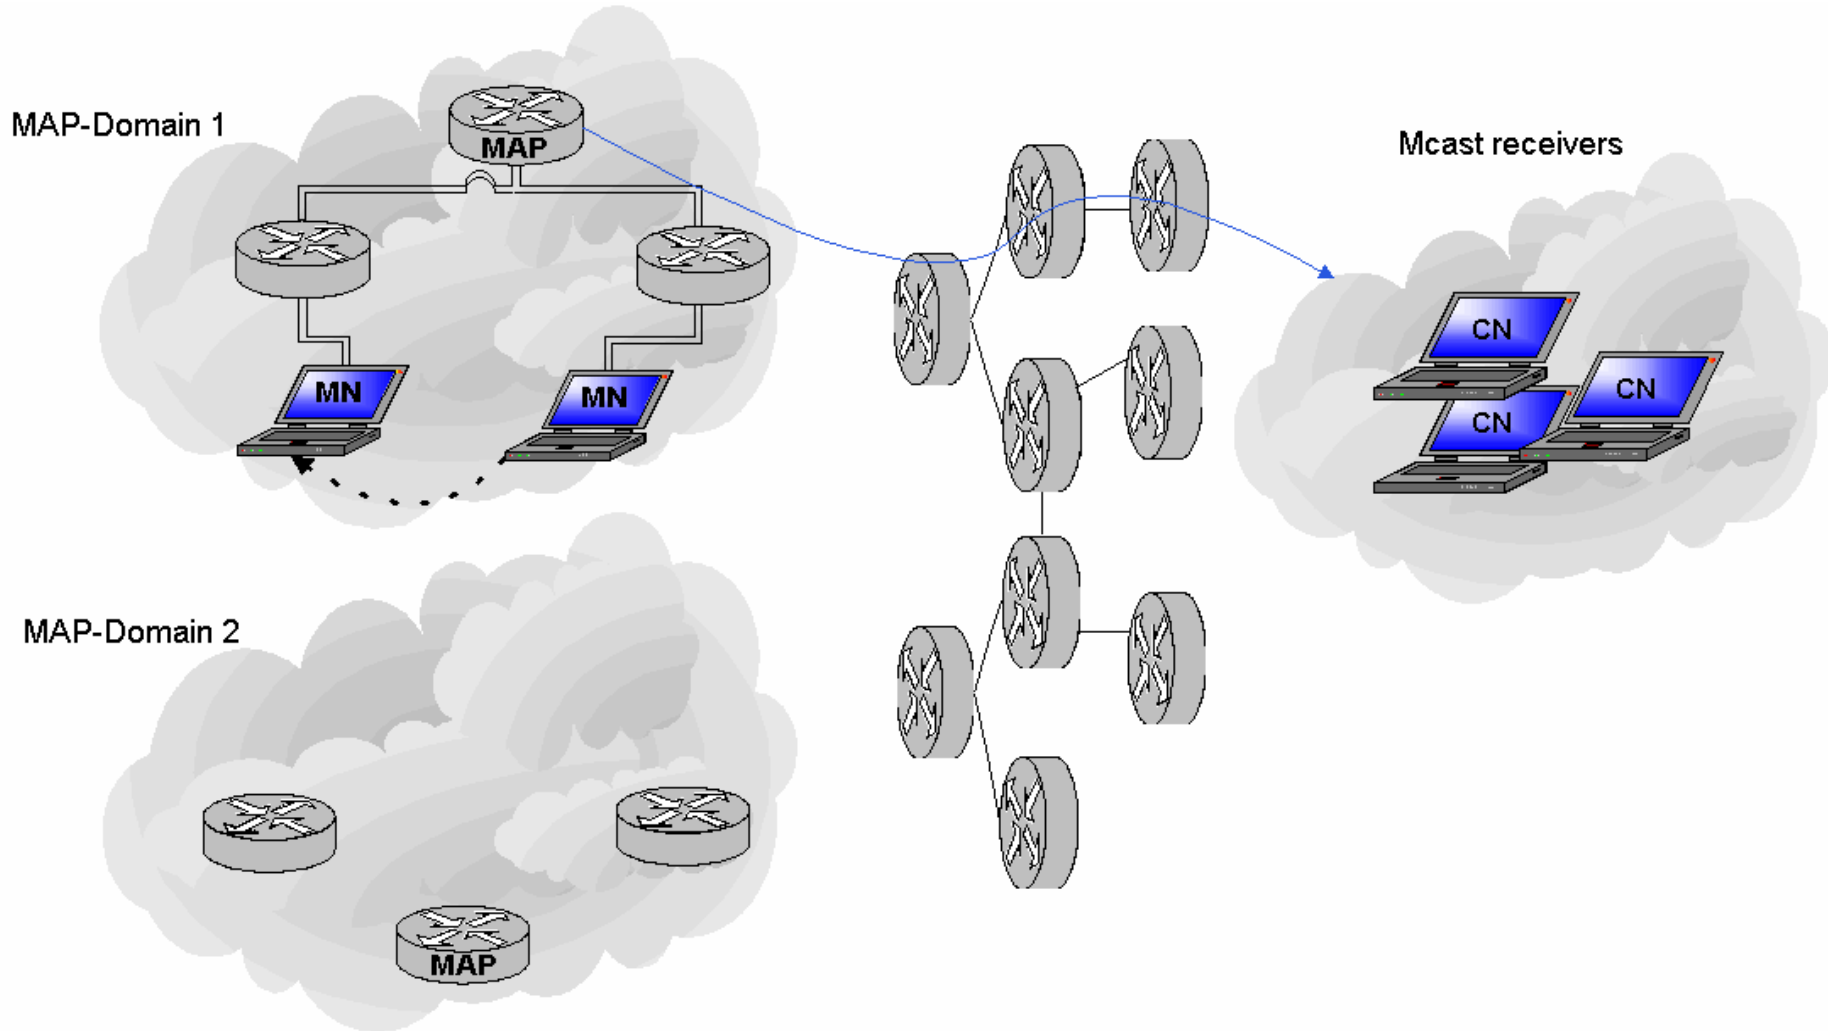 MAP-Domain 1
MAP
Mcast receivers
MN
MN
CN
CN
CN
MAP-Domain 2
MAP